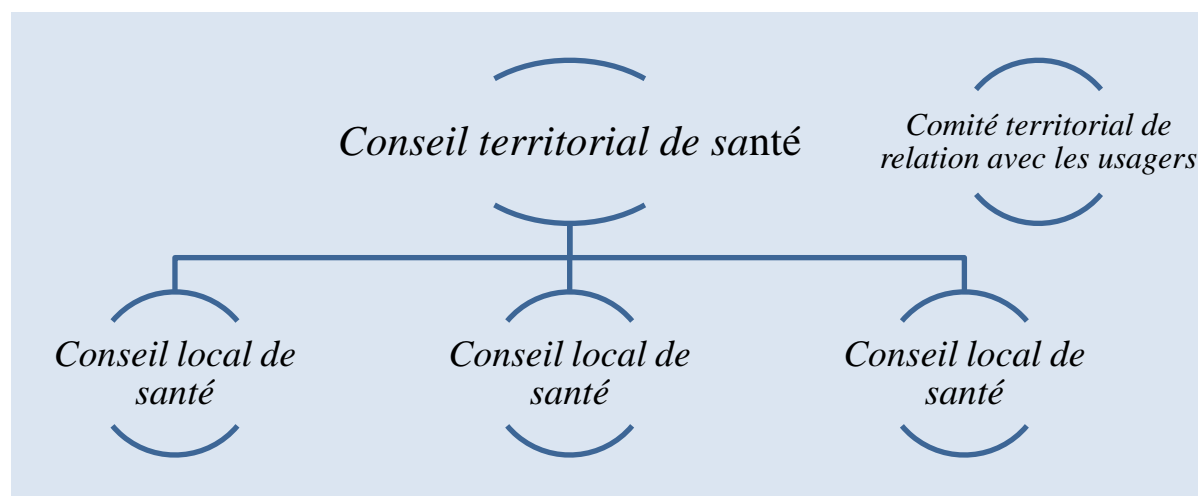 Conseil territorial de santé
Comité territorial de
relation avec les usagers
Conseil local de
santé
Conseil local de
santé
Conseil local de
santé